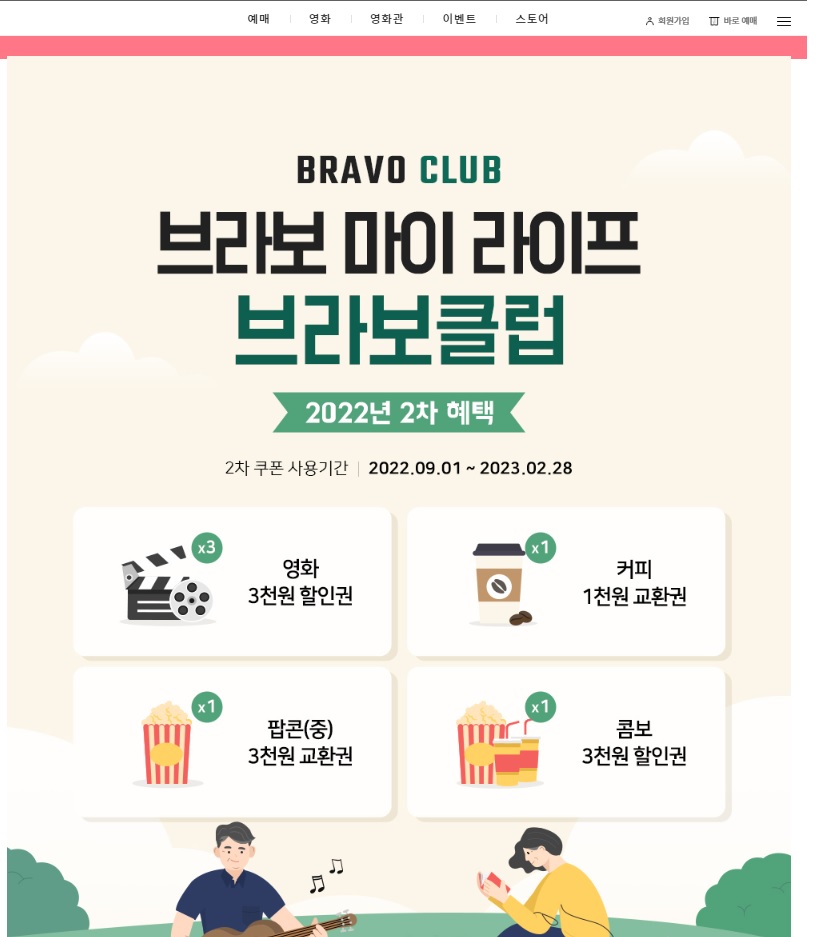 예매 영화 영화관 이벤트 스토어 회원가입 바로 예매
BRAVO CLUB
브라보 마이 라이프
브라보클럽
2022년 2차 혜택
2차 쿠폰 사용기간 2022.09.01 ~ 2023.02.28
x3
영화
3천원 할인권
x1
커피
1천원 교환권
x1
팝콘(중)
3천원 교환권
x1
콤보
3천원 할인권